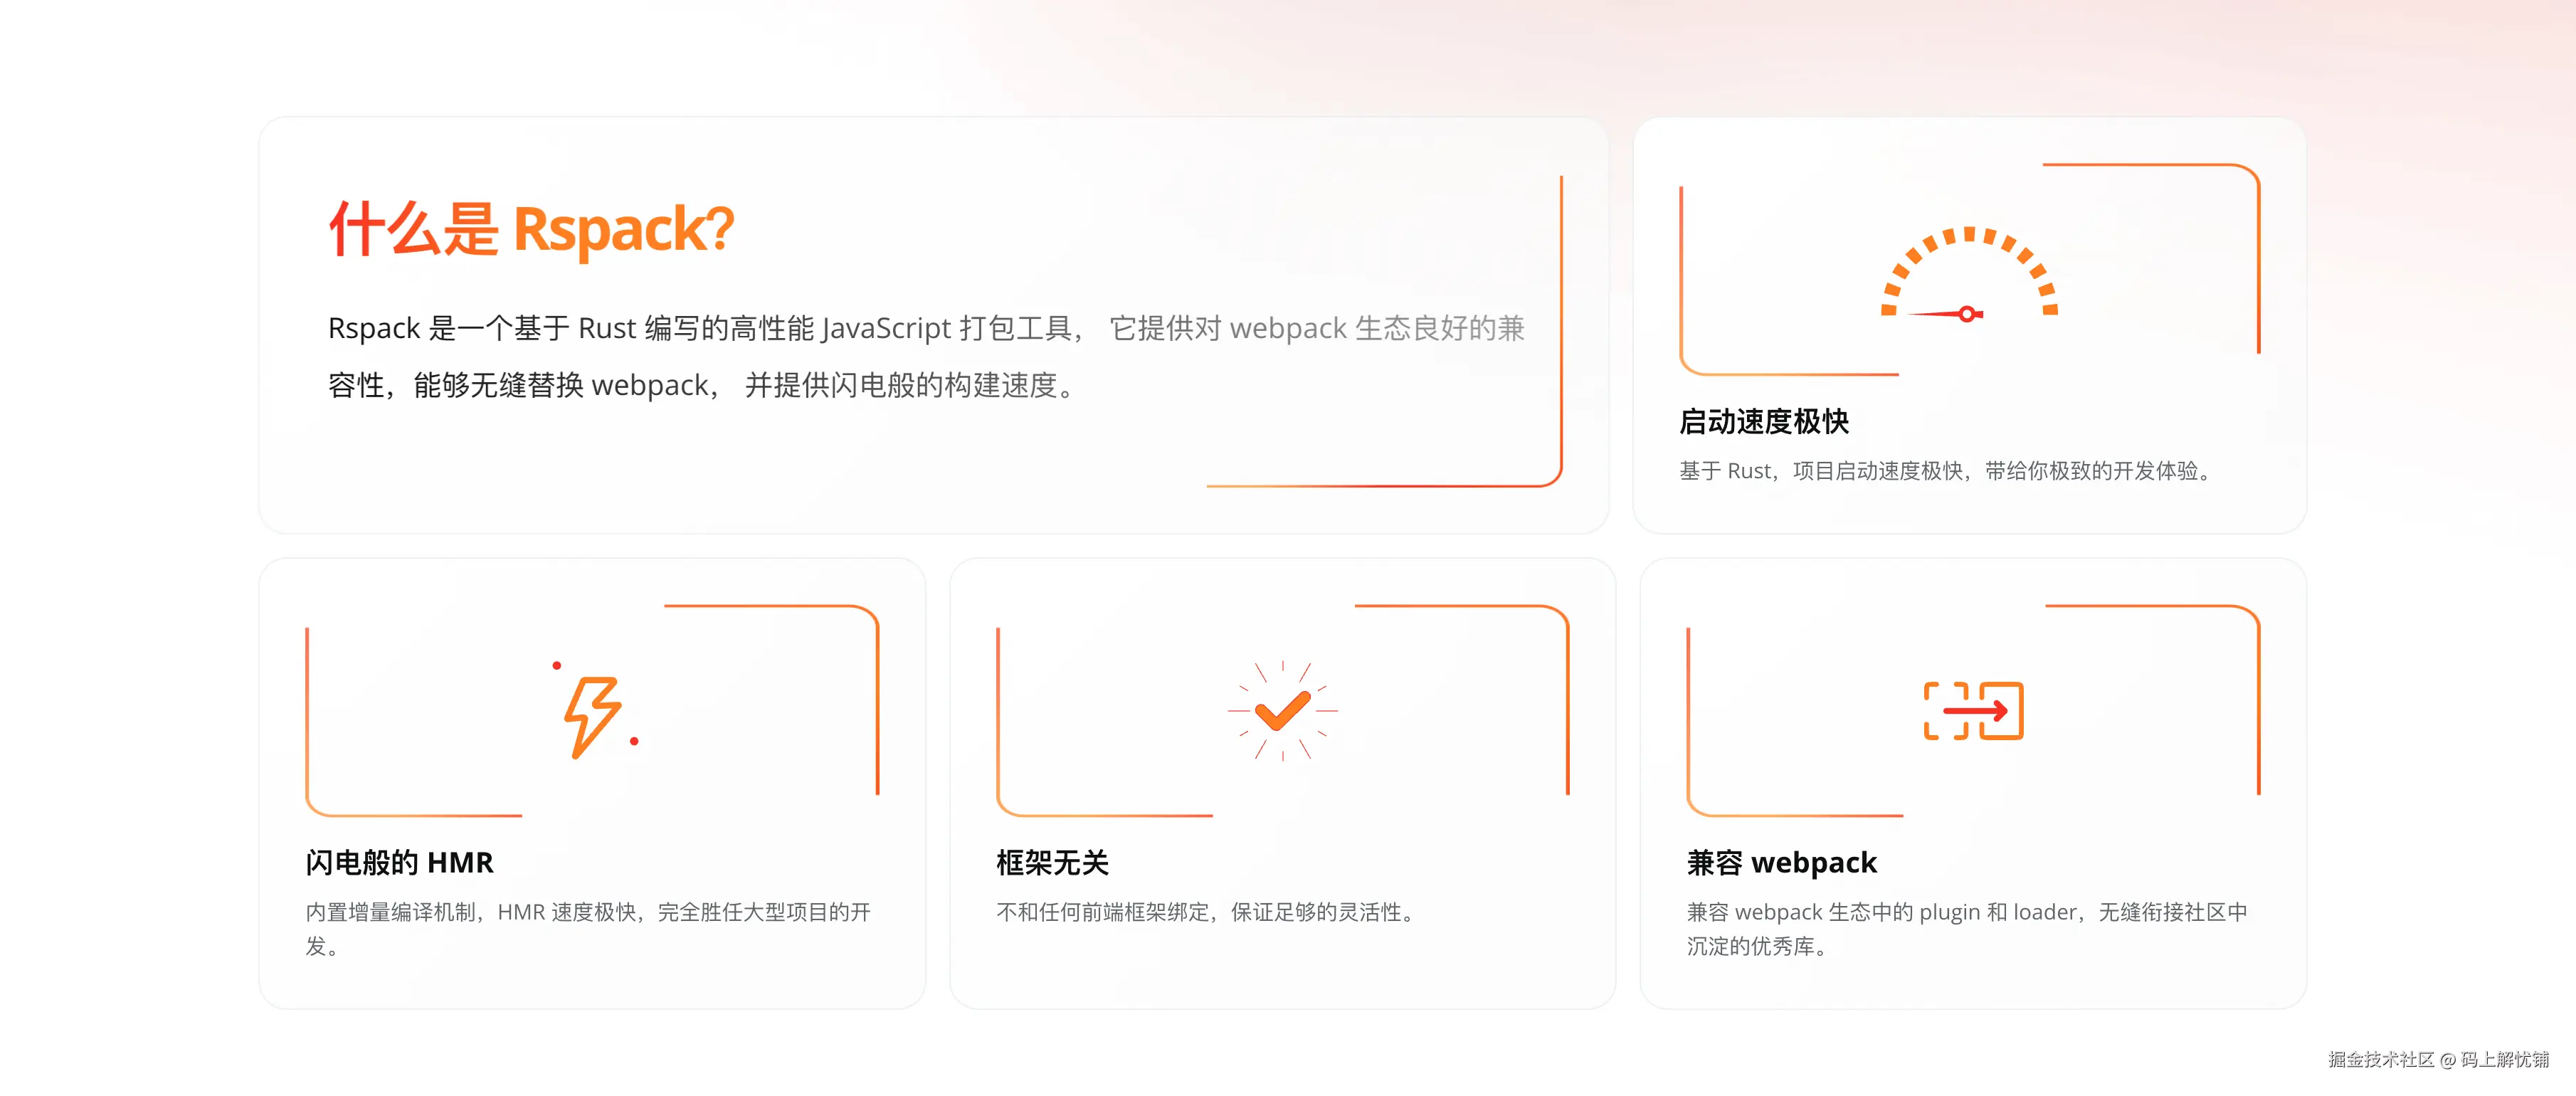 什么是 Rspack?
Rspack 是一个基于 Rust 编写的高性能 JavaScript 打包工具， 它提供对 webpack 生态良好的兼
容性，能够无缝替换 webpack， 并提供闪电般的构建速度。
启动速度极快
基于 Rust，项目启动速度极快，带给你极致的开发体验。
闪电般的 HMR
内置增量编译机制，HMR 速度极快，完全胜任大型项目的开
发。
框架无关
不和任何前端框架绑定，保证足够的灵活性。
兼容 webpack
兼容 webpack 生态中的 plugin 和 loader，无缝衔接社区中
沉淀的优秀库。
掘金技术社区 @ 码上解忧铺